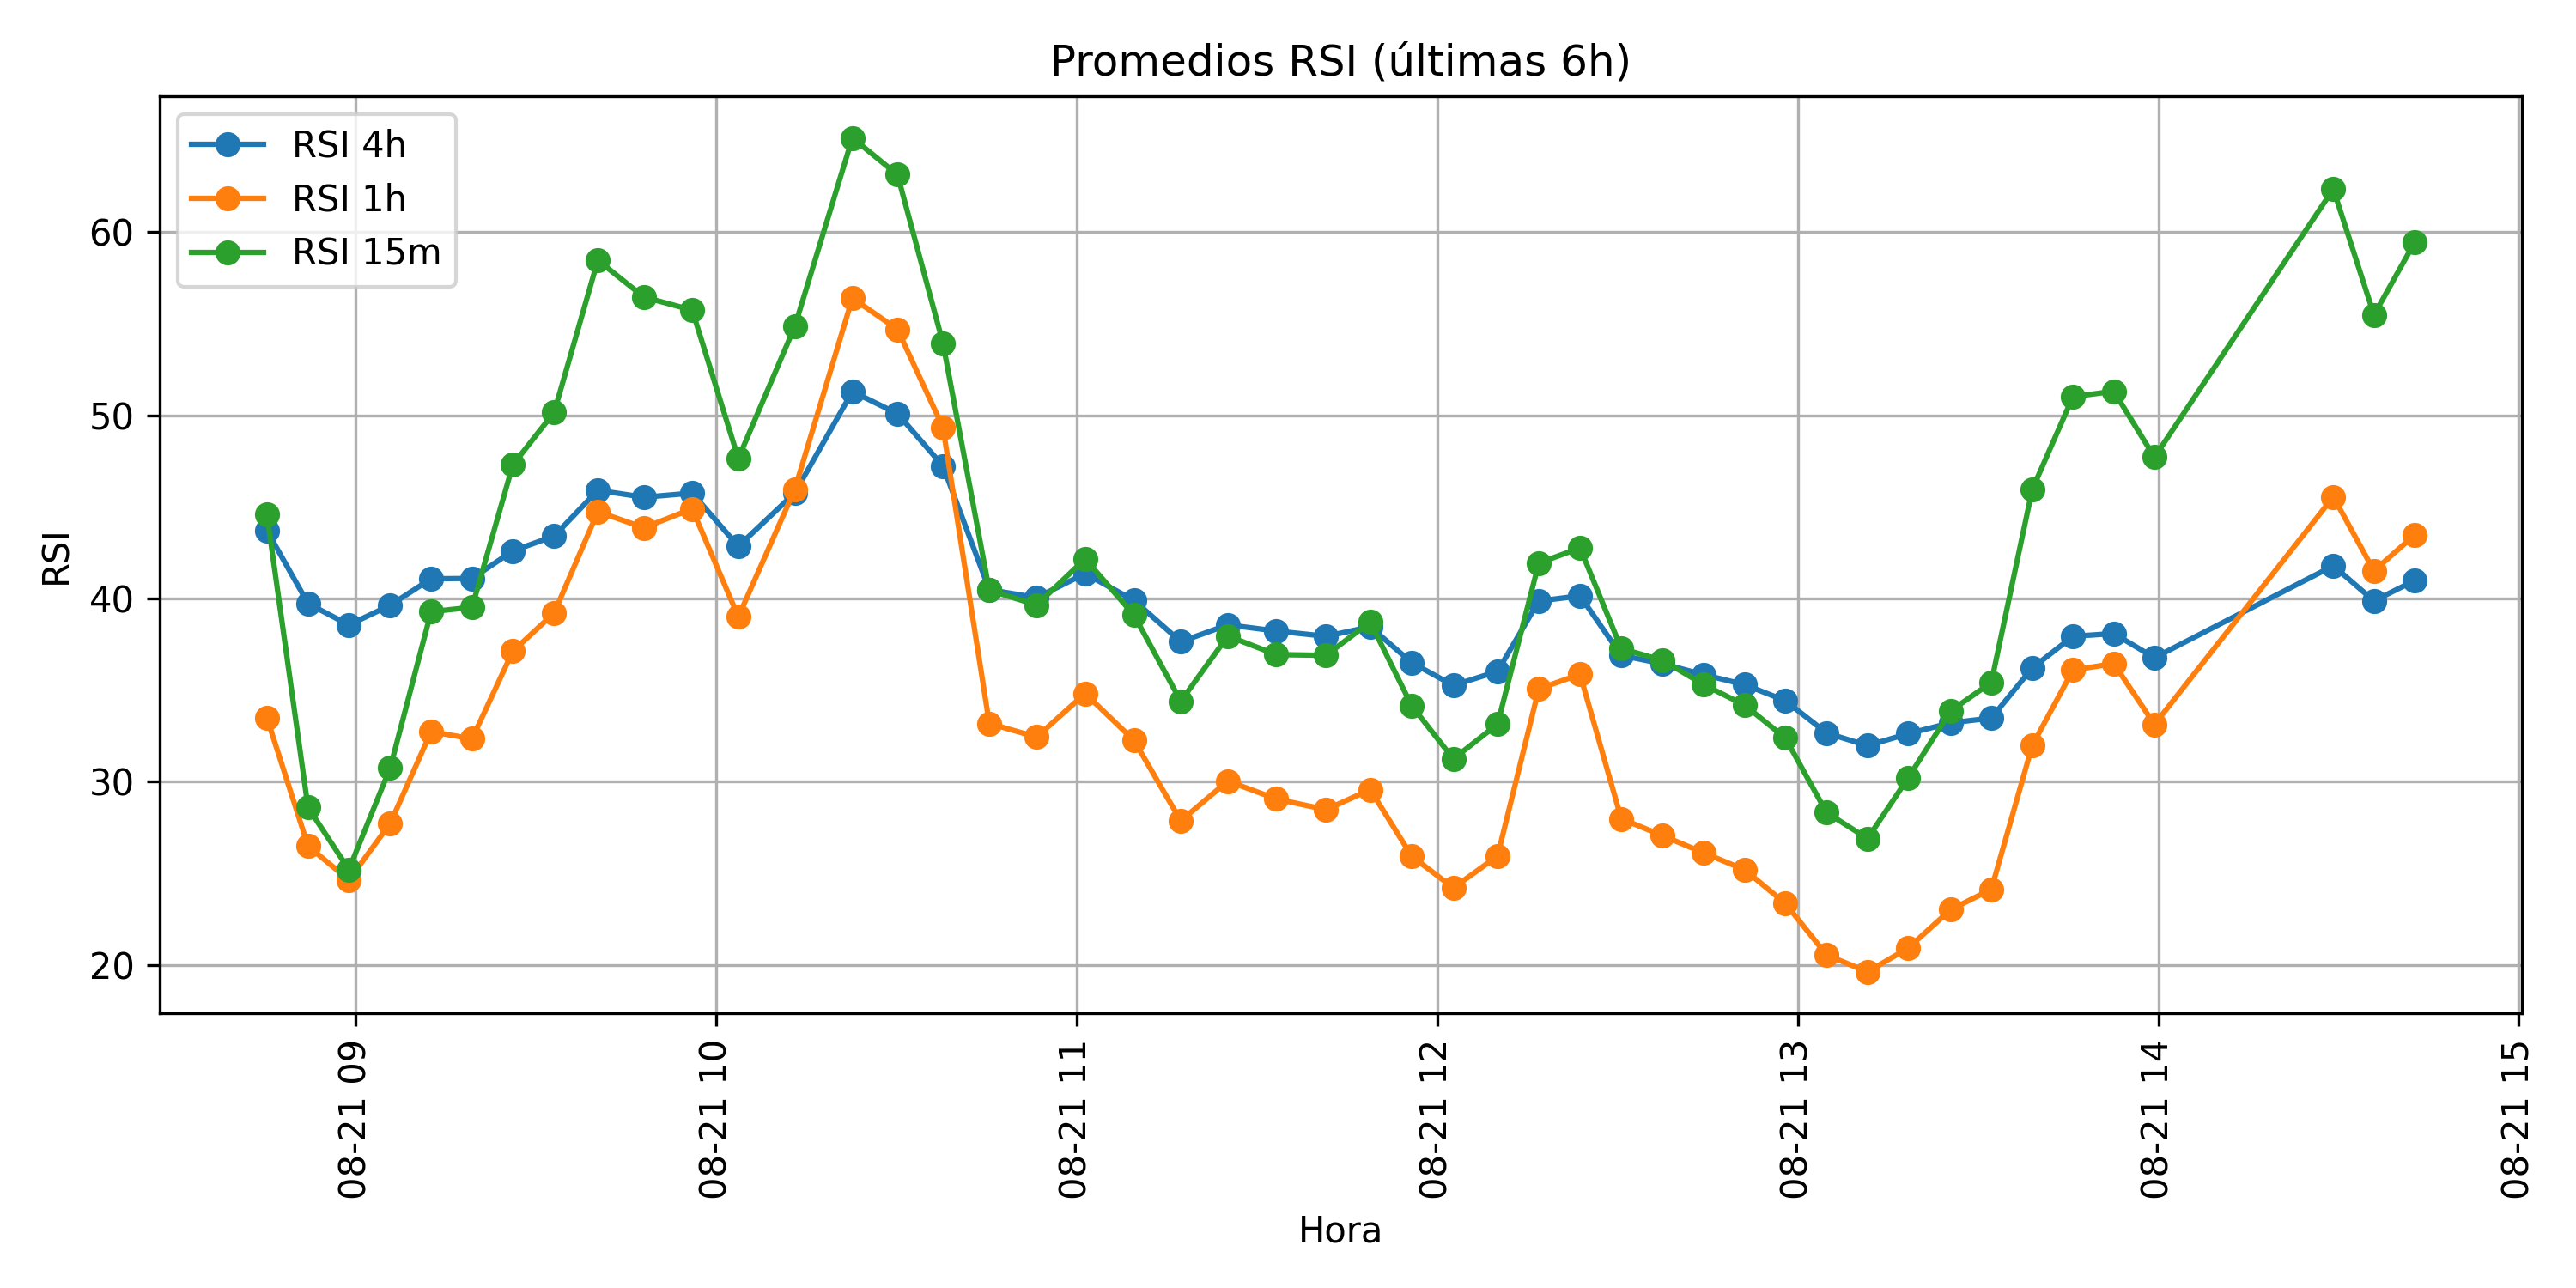 Promedios RSI (últimas 6h)
RSI 4h
RSI 1h
RSI 15m
RSI
60
50
40
30
20
08-21 09
08-21 10
08-21 11
08-21 12
08-21 13
08-21 14
08-21 15
Hora